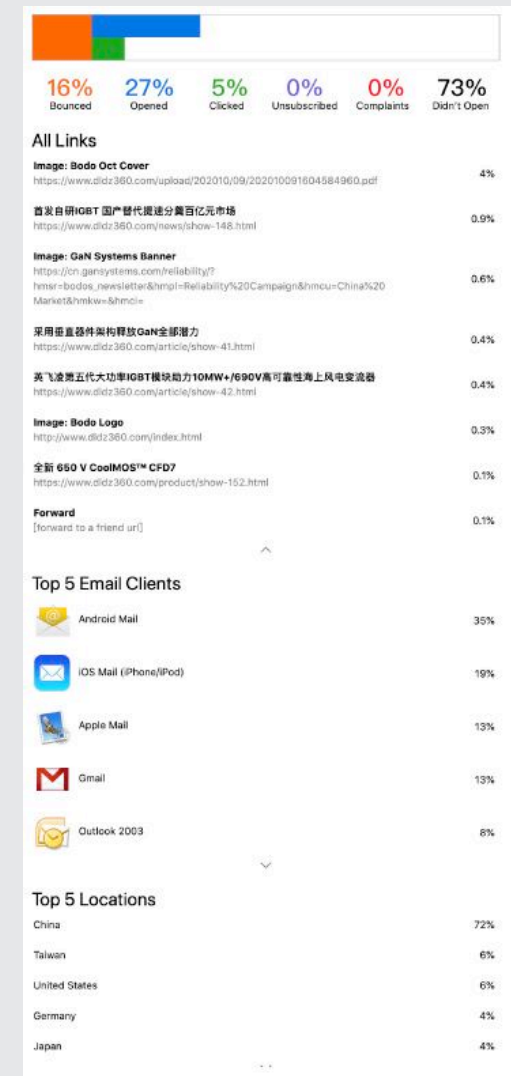 16%
27%
5%
0%
0%
73%
Bounced
Opened
Clicked
Unsubscribed
Complaints
Didn't Open
All Links
Image: Bodo Oct Cover
https://www.dldz360.com/upload/202010/09/202010091604584960.pdf
4%
首发自研IGBT 国产替代提速分羹百亿元市场
https://www.dldz360.com/news/show-148.html
0.9%
Image: GaN Systems Banner
https://cn.gansystems.com/reliability/?
hmsr=bodos_newsletter&hmpl=Reliability%20Campaign&hmcu=China%20
Market&hmkw=&hmci=
0.6%
采用垂直器件架构释放GaN全部潜力
https://www.dldz360.com/article/show-41.html
0.4%
英飞凌第五代大功率IGBT模块助力10MW+/690V高可靠性海上风电变流器
https://www.dldz360.com/article/show-42.html
0.4%
Image: Bodo Logo
http://www.dldz360.com/index.html
0.3%
全新 650 V CoolMOS™ CFD7
https://www.dldz360.com/product/show-152.html
0.1%
Forward
[forward to a friend url]
0.1%
Top 5 Email Clients
Android Mail
35%
iOS Mail (iPhone/iPod)
19%
Apple Mail
13%
Gmail
13%
Outlook 2003
8%
Top 5 Locations
China
72%
Taiwan
6%
United States
6%
Germany
4%
Japan
4%